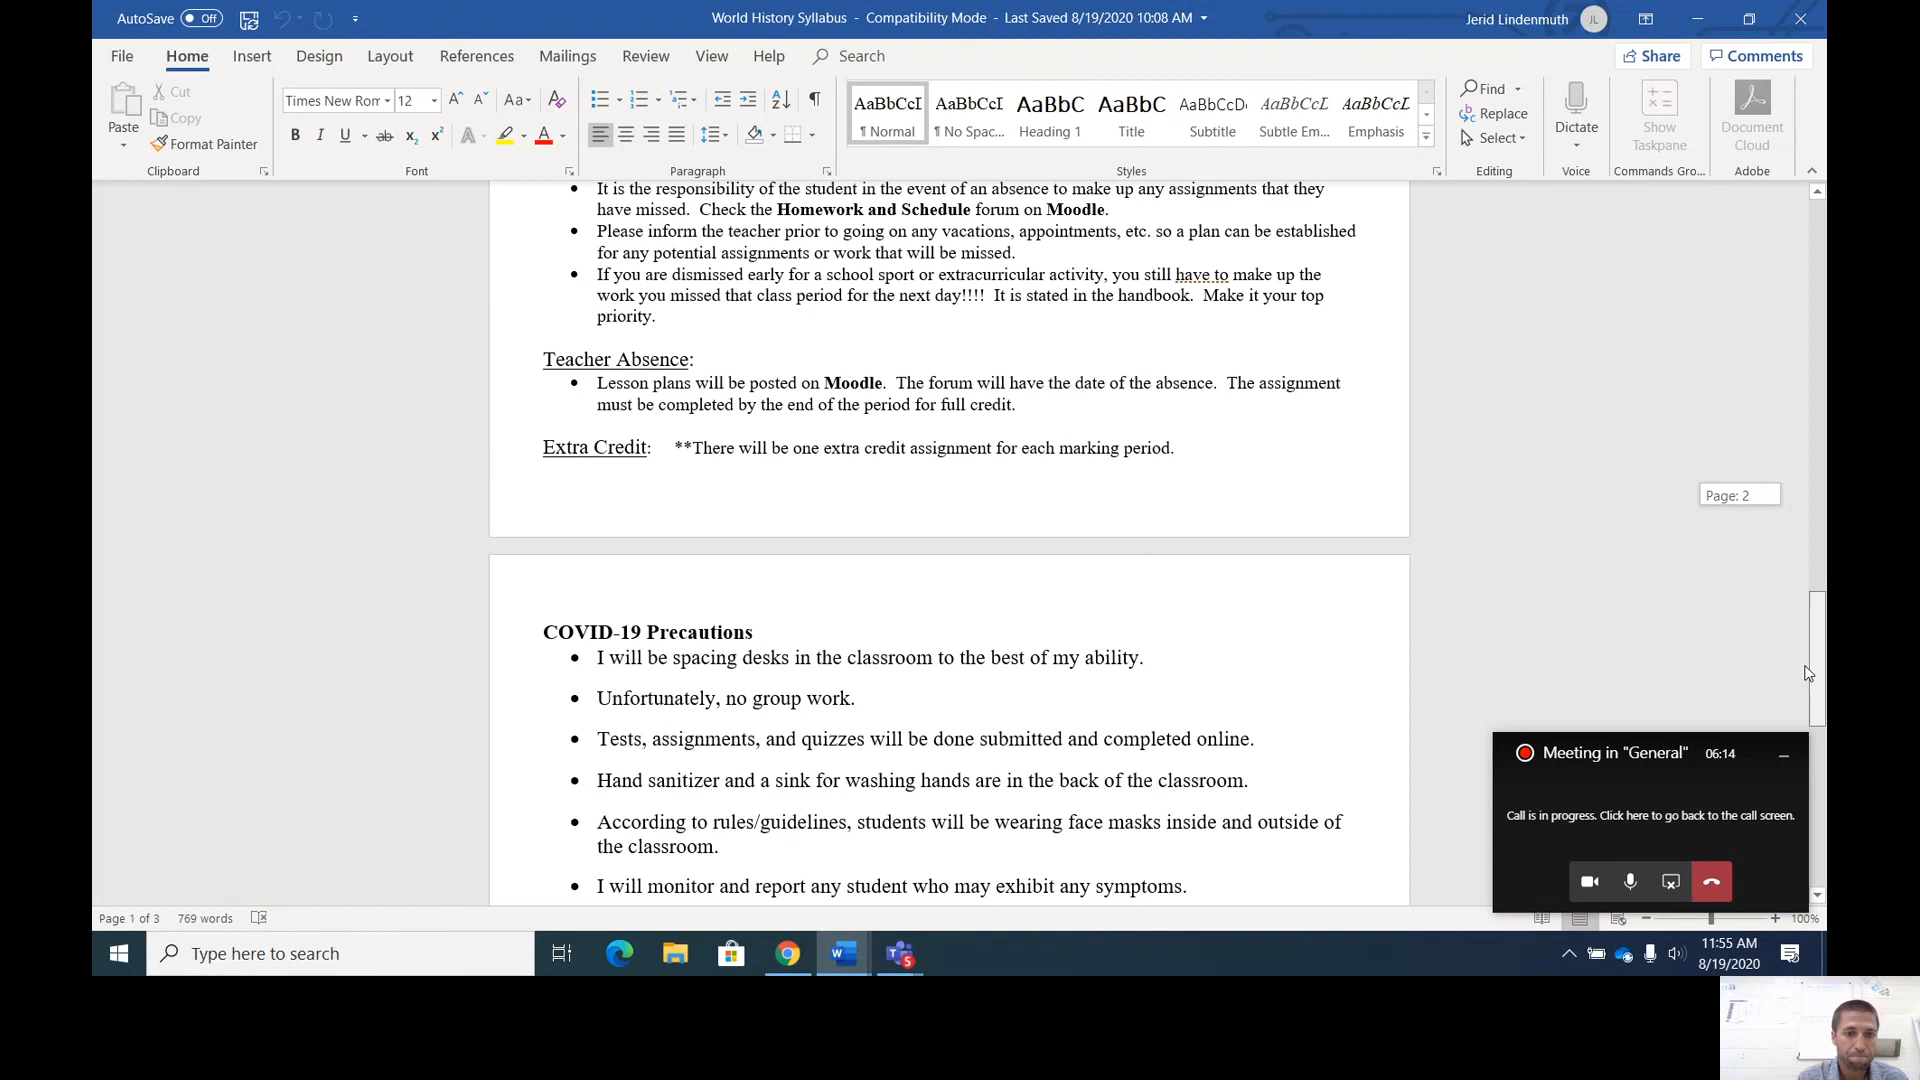 AutoSave Off World History Syllabus - Compatibility Mode - Last Saved 8/19/2020 10:08 AM Jerid Lindenmuth JL
File Home Insert Design Layout References Mailings Review View Help Search Share Comments
Paste Cut Copy Format Painter
Clipboard
Times New Ron 12 Aa
Font
Paragraph
AaBbCcI AaBbCcI AaBbC AaBbC AaBbCcD AaBbCcL AaBbCcL
¶ Normal ¶ No Spac... Heading 1 Title Subtitle Subtle Em... Emphasis
Styles
Find Replace Select
Editing
Dictate
Voice
Show Taskpane
Commands Gro...
Document Cloud
Adobe
• It is the responsibility of the student in the event of an absence to make up any assignments that they
have missed. Check the Homework and Schedule forum on Moodle.
• Please inform the teacher prior to going on any vacations, appointments, etc. so a plan can be established
for any potential assignments or work that will be missed.
• If you are dismissed early for a school sport or extracurricular activity, you still have to make up the
work you missed that class period for the next day!!!! It is stated in the handbook. Make it your top
priority.
Teacher Absence:
• Lesson plans will be posted on Moodle. The forum will have the date of the absence. The assignment
must be completed by the end of the period for full credit.
Extra Credit: **There will be one extra credit assignment for each marking period.
Page: 2
COVID-19 Precautions
• I will be spacing desks in the classroom to the best of my ability.
• Unfortunately, no group work.
• Tests, assignments, and quizzes will be done submitted and completed online.
• Hand sanitizer and a sink for washing hands are in the back of the classroom.
• According to rules/guidelines, students will be wearing face masks inside and outside of
the classroom.
• I will monitor and report any student who may exhibit any symptoms.
Meeting in "General" 06:14
Call is in progress. Click here to go back to the call screen.
Page 1 of 3 769 words 100%
Type here to search
11:55 AM
8/19/2020